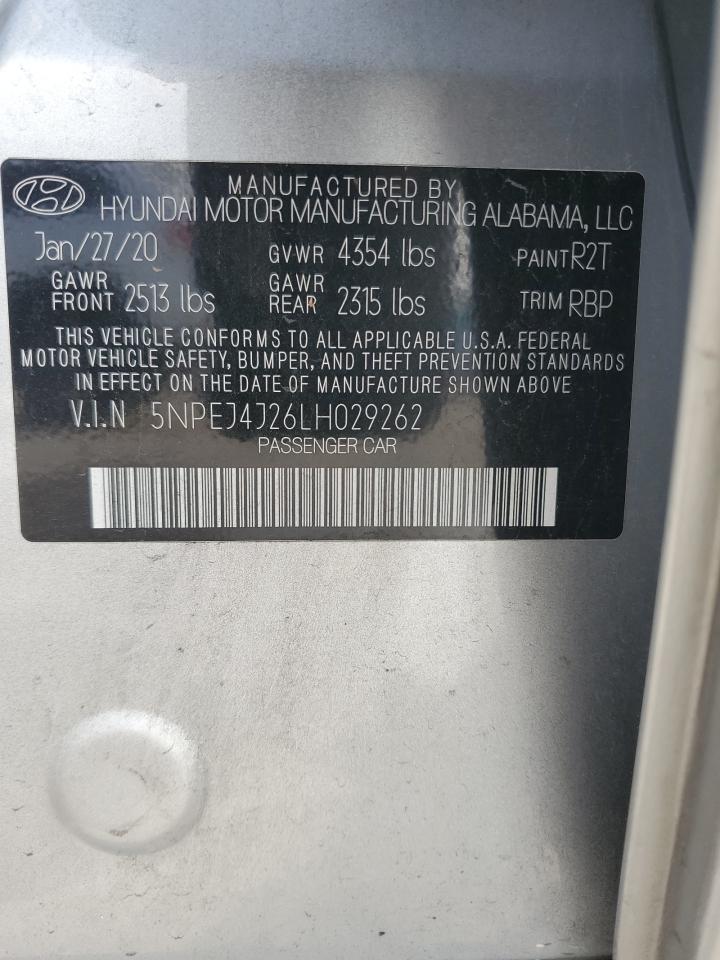 MANUFACTURED BY
HYUNDAI MOTOR MANUFACTURING ALABAMA, LLC
Jan/27/20 GVWR 4354 lbs PAINT R2T
GAWR FRONT 2513 lbs GAWR REAR 2315 lbs TRIM RBP
THIS VEHICLE CONFORMS TO ALL APPLICABLE U.S.A. FEDERAL
MOTOR VEHICLE SAFETY, BUMPER, AND THEFT PREVENTION STANDARDS
IN EFFECT ON THE DATE OF MANUFACTURE SHOWN ABOVE
V.I.N 5NPEJ4J26LH029262
PASSENGER CAR